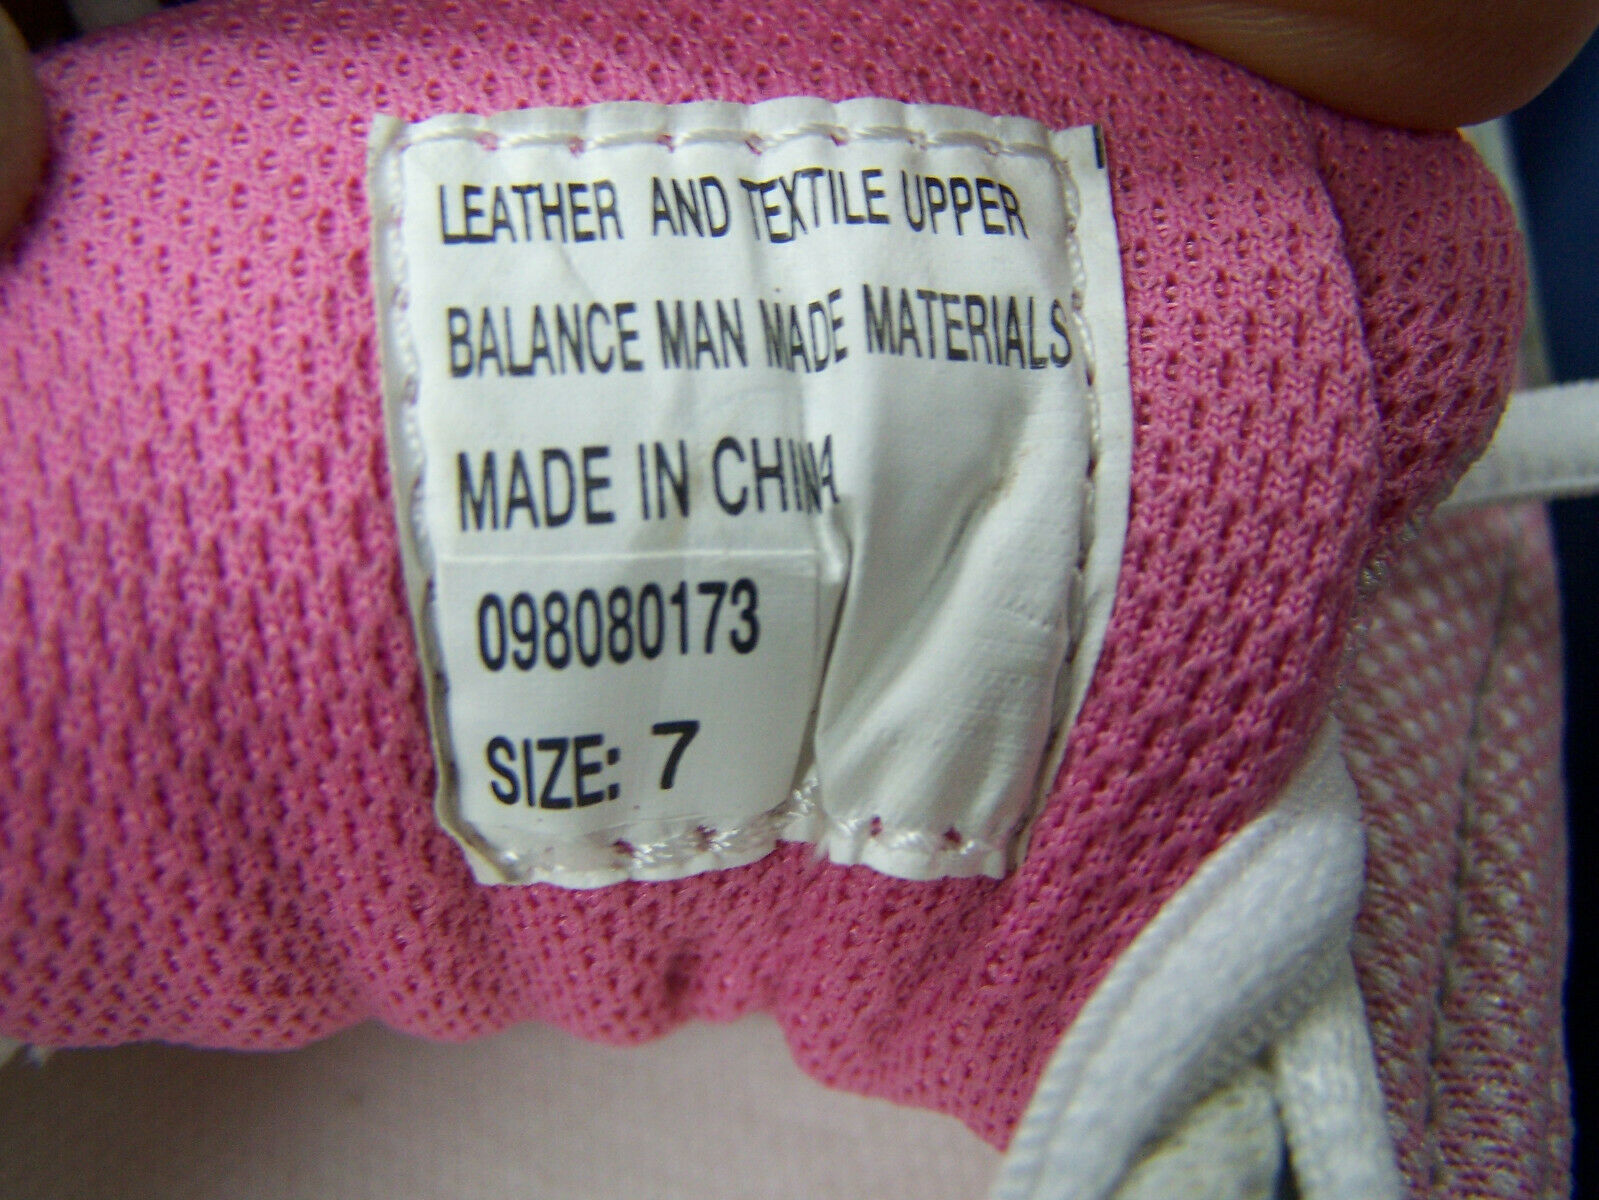 LEATHER AND TEXTILE UPPER
BALANCE MAN MADE MATERIALS
MADE IN CHINA
098080173
SIZE: 7